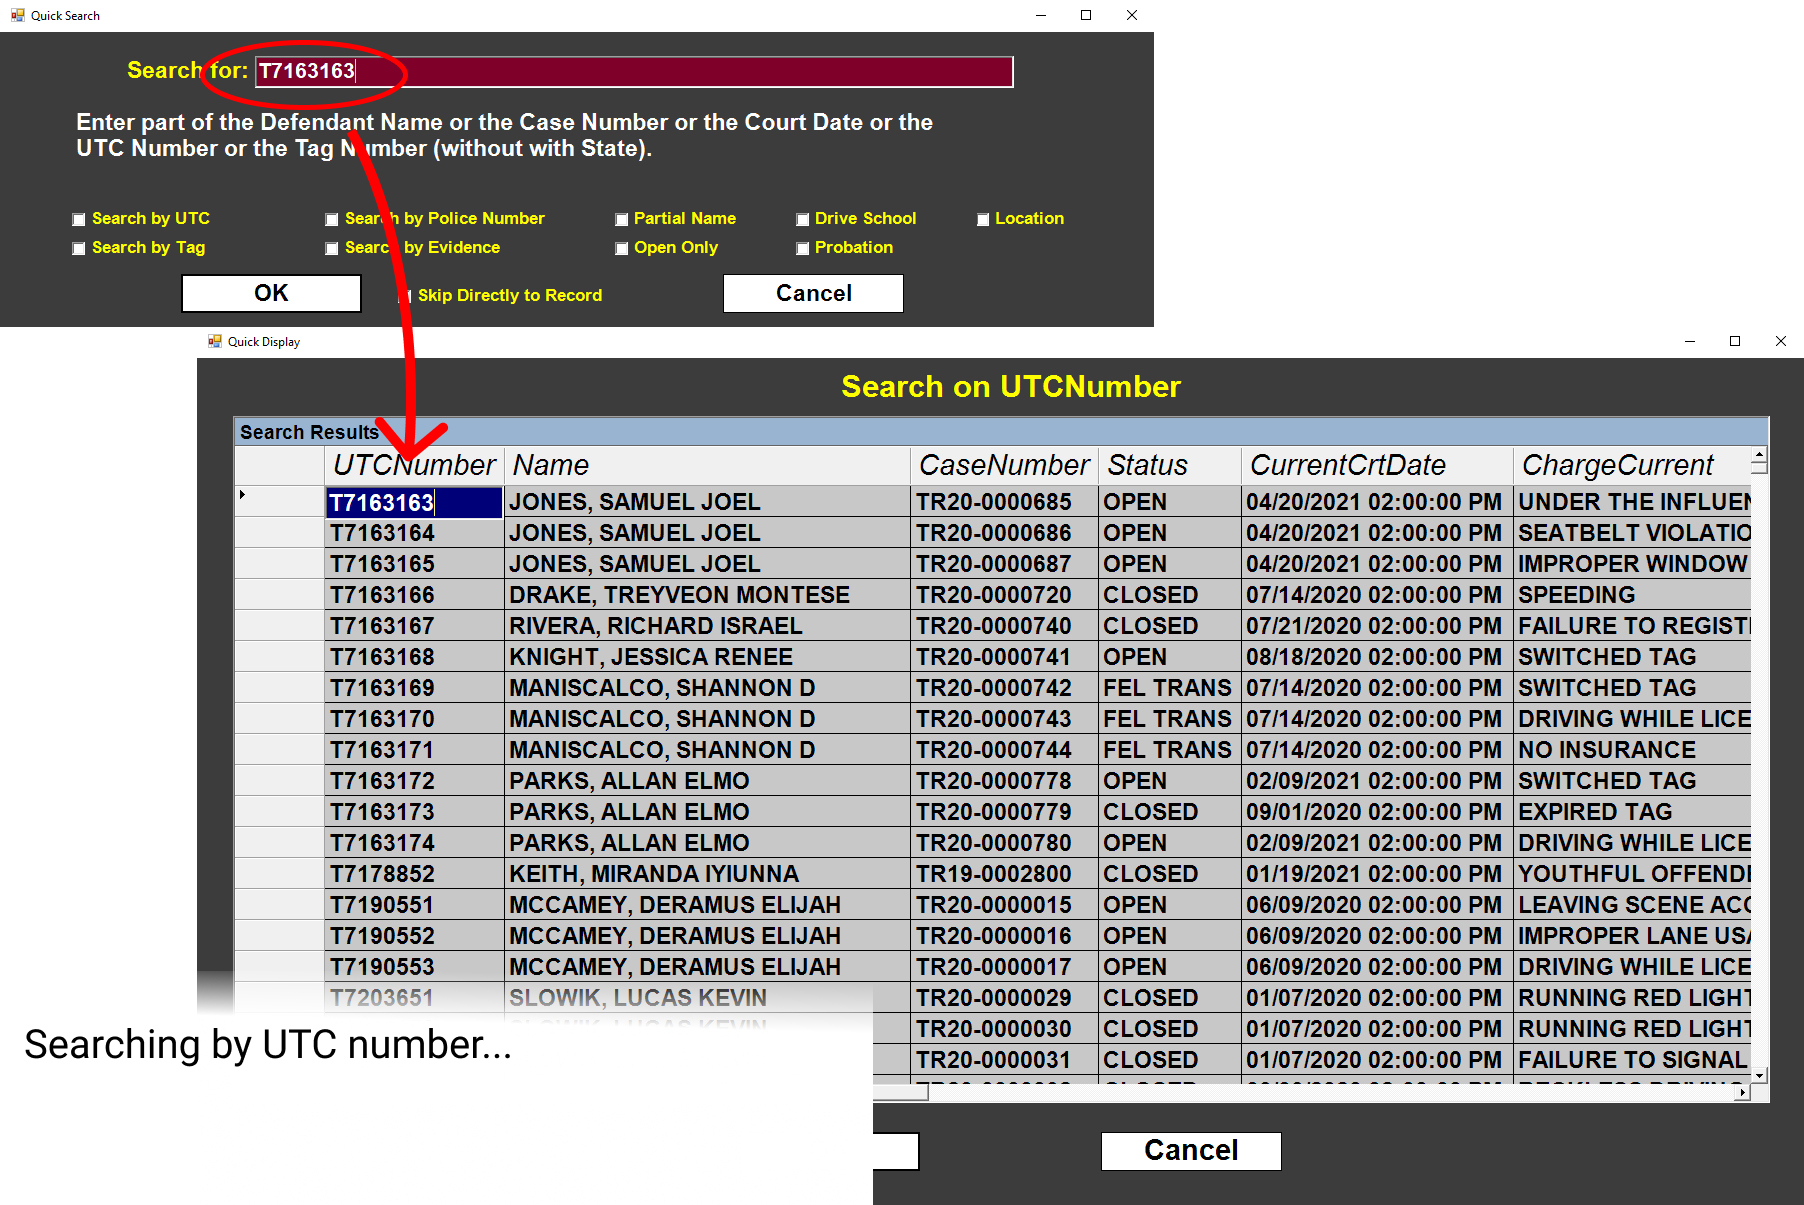 Quick Search
Search for: T7163163
Enter part of the Defendant Name or the Case Number or the Court Date or the
UTC Number or the Tag Number (without with State).
Search by UTC Search by Police Number Partial Name Drive School Location
Search by Tag Search by Evidence Open Only Probation
OK Skip Directly to Record Cancel
Quick Display
Search on UTCNumber
Search Results
UTCNumber Name CaseNumber Status CurrentCrtDate ChargeCurrent
T7163163 JONES, SAMUEL JOEL TR20-0000685 OPEN 04/20/2021 02:00:00 PM UNDER THE INFLUEN
T7163164 JONES, SAMUEL JOEL TR20-0000686 OPEN 04/20/2021 02:00:00 PM SEATBELT VIOLATIO
T7163165 JONES, SAMUEL JOEL TR20-0000687 OPEN 04/20/2021 02:00:00 PM IMPROPER WINDOW
T7163166 DRAKE, TREYVEON MONTESE TR20-0000720 CLOSED 07/14/2020 02:00:00 PM SPEEDING
T7163167 RIVERA, RICHARD ISRAEL TR20-0000740 CLOSED 07/21/2020 02:00:00 PM FAILURE TO REGISTI
T7163168 KNIGHT, JESSICA RENEE TR20-0000741 OPEN 08/18/2020 02:00:00 PM SWITCHED TAG
T7163169 MANISCALCO, SHANNON D TR20-0000742 FEL TRANS 07/14/2020 02:00:00 PM SWITCHED TAG
T7163170 MANISCALCO, SHANNON D TR20-0000743 FEL TRANS 07/14/2020 02:00:00 PM DRIVING WHILE LICE
T7163171 MANISCALCO, SHANNON D TR20-0000744 FEL TRANS 07/14/2020 02:00:00 PM NO INSURANCE
T7163172 PARKS, ALLAN ELMO TR20-0000778 OPEN 02/09/2021 02:00:00 PM SWITCHED TAG
T7163173 PARKS, ALLAN ELMO TR20-0000779 CLOSED 09/01/2020 02:00:00 PM EXPIRED TAG
T7163174 PARKS, ALLAN ELMO TR20-0000780 OPEN 02/09/2021 02:00:00 PM DRIVING WHILE LICE
T7178852 KEITH, MIRANDA IYIUNNA TR19-0002800 CLOSED 01/19/2021 02:00:00 PM YOUTHFUL OFFENDE
T7190551 MCCAMEY, DERAMUS ELIJAH TR20-0000015 OPEN 06/09/2020 02:00:00 PM LEAVING SCENE ACC
T7190552 MCCAMEY, DERAMUS ELIJAH TR20-0000016 OPEN 06/09/2020 02:00:00 PM IMPROPER LANE USA
T7190553 MCCAMEY, DERAMUS ELIJAH TR20-0000017 OPEN 06/09/2020 02:00:00 PM DRIVING WHILE LICE
T7203651 SLOWIK, LUCAS KEVIN TR20-0000029 CLOSED 01/07/2020 02:00:00 PM RUNNING RED LIGHT
SLOWIK, LUCAS KEVIN TR20-0000030 CLOSED 01/07/2020 02:00:00 PM RUNNING RED LIGHT
TR20-0000031 CLOSED 01/07/2020 02:00:00 PM FAILURE TO SIGNAL
Searching by UTC number...
Cancel